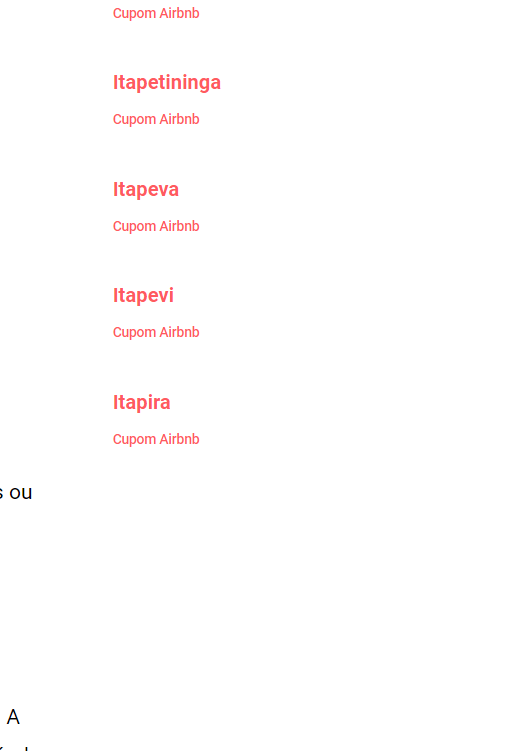 Cupom Airbnb
Itapetininga
Cupom Airbnb
Itapeva
Cupom Airbnb
Itapevi
Cupom Airbnb
Itapira
Cupom Airbnb
ou
A